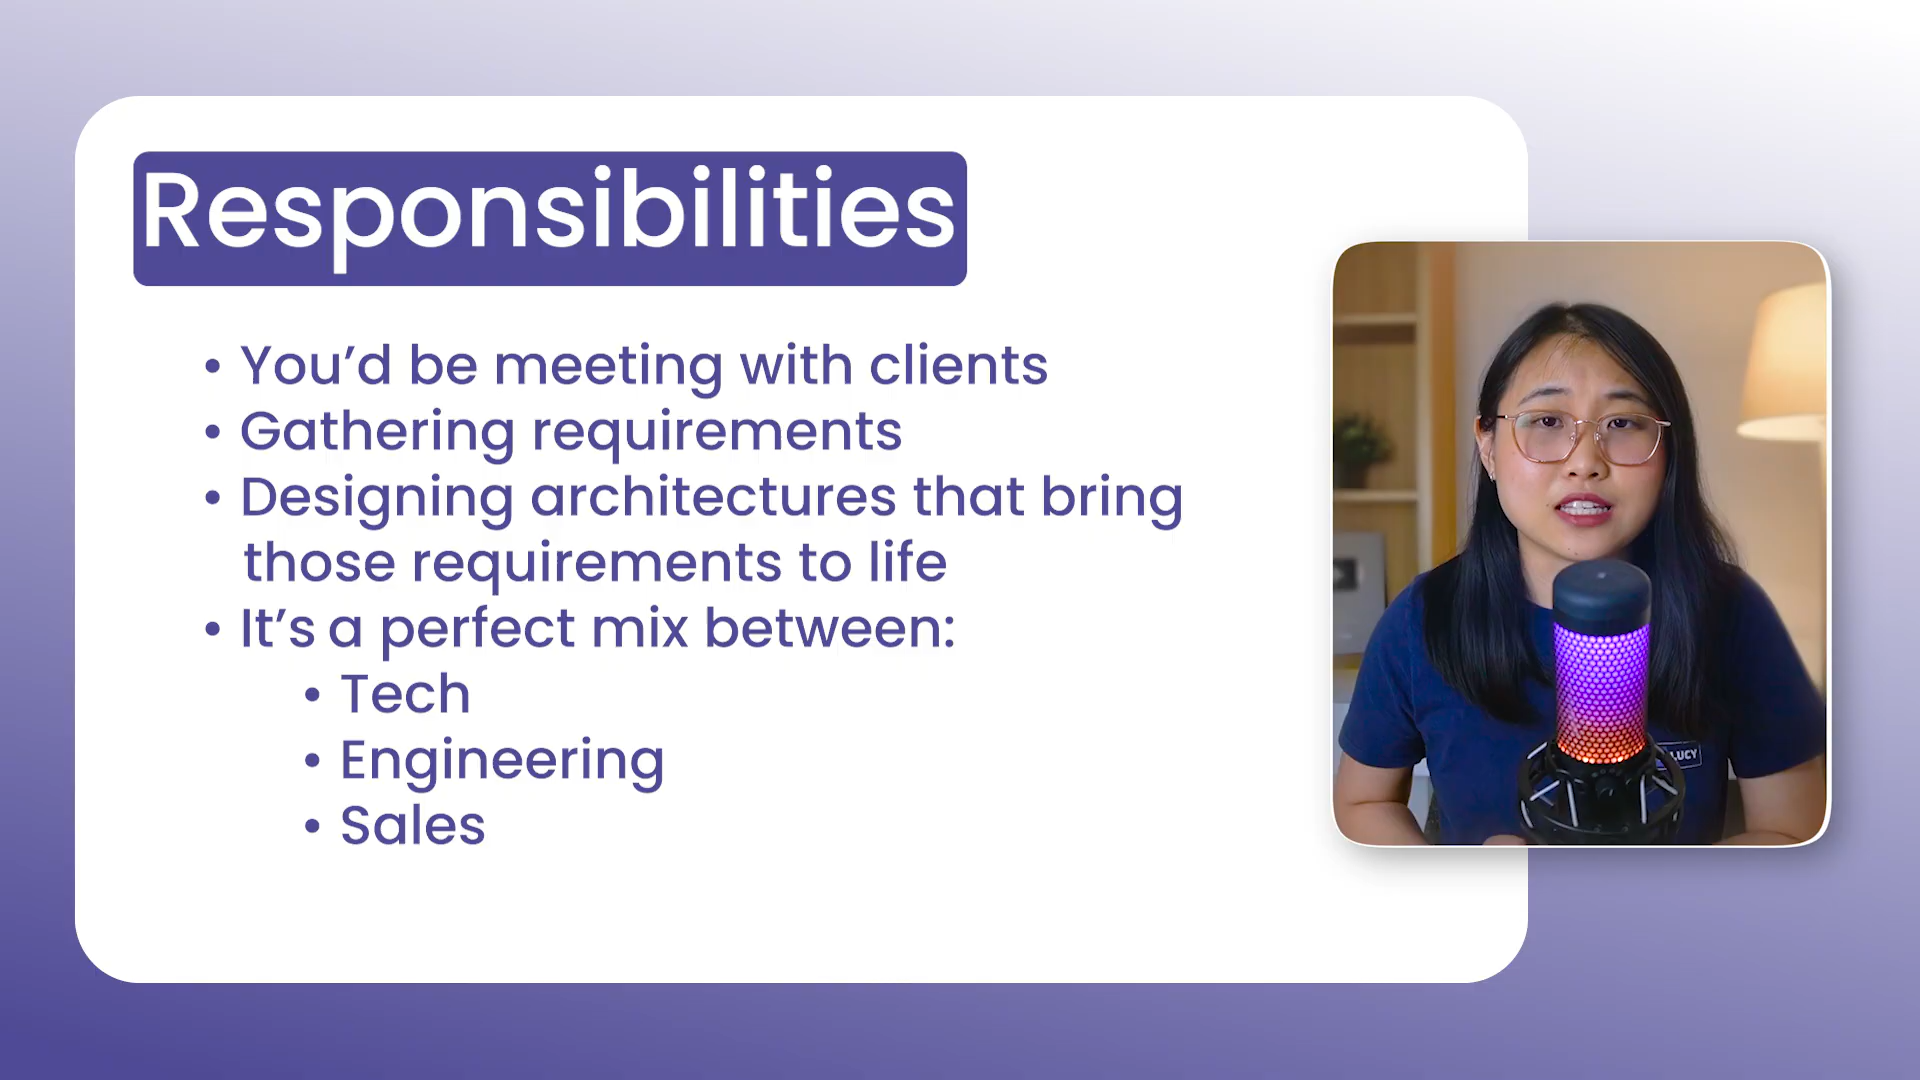 Responsibilities
• You’d be meeting with clients
• Gathering requirements
• Designing architectures that bring
those requirements to life
• It’s a perfect mix between:
• Tech
• Engineering
• Sales
LUCY